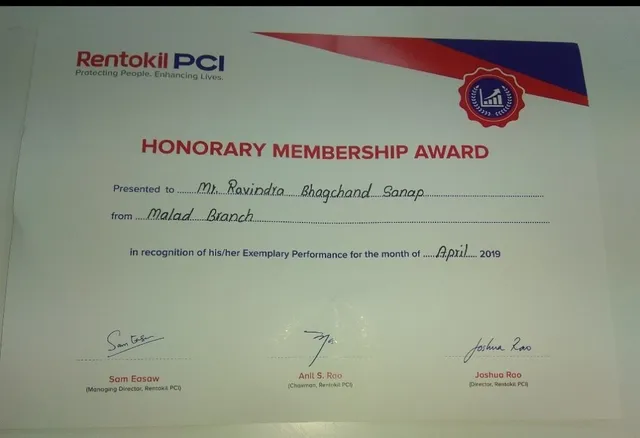 Rentokil PCI
Protecting People. Enhancing Lives.
HONORARY MEMBERSHIP AWARD
Presented to ......Mr. Ravindra Bhagchand Sanap......
from ...Malad Branch......
in recognition of his/her Exemplary Performance for the month of .....April.... 2019
Sam Easaw Joshua Rao
Sam Easaw Anil S. Rao Joshua Rao
(Managing Director, Rentokil PCI) (Chairman, Rentokil PCI) (Director, Rentokil PCI)